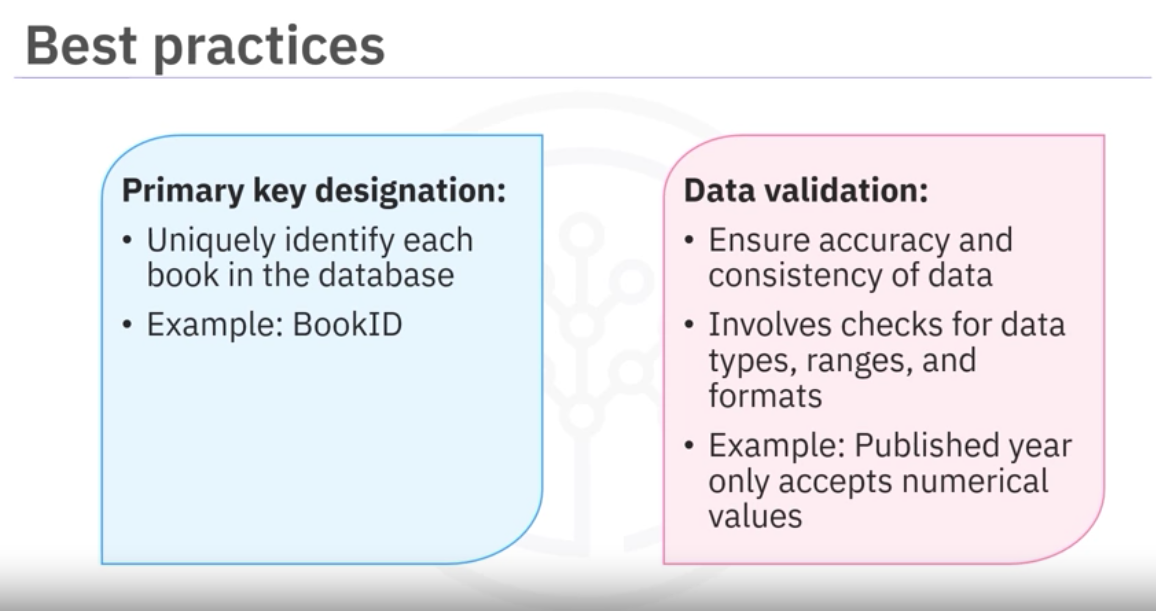 Best practices
Primary key designation:
• Uniquely identify each
book in the database
• Example: BookID
Data validation:
• Ensure accuracy and
consistency of data
• Involves checks for data
types, ranges, and
formats
• Example: Published year
only accepts numerical
values